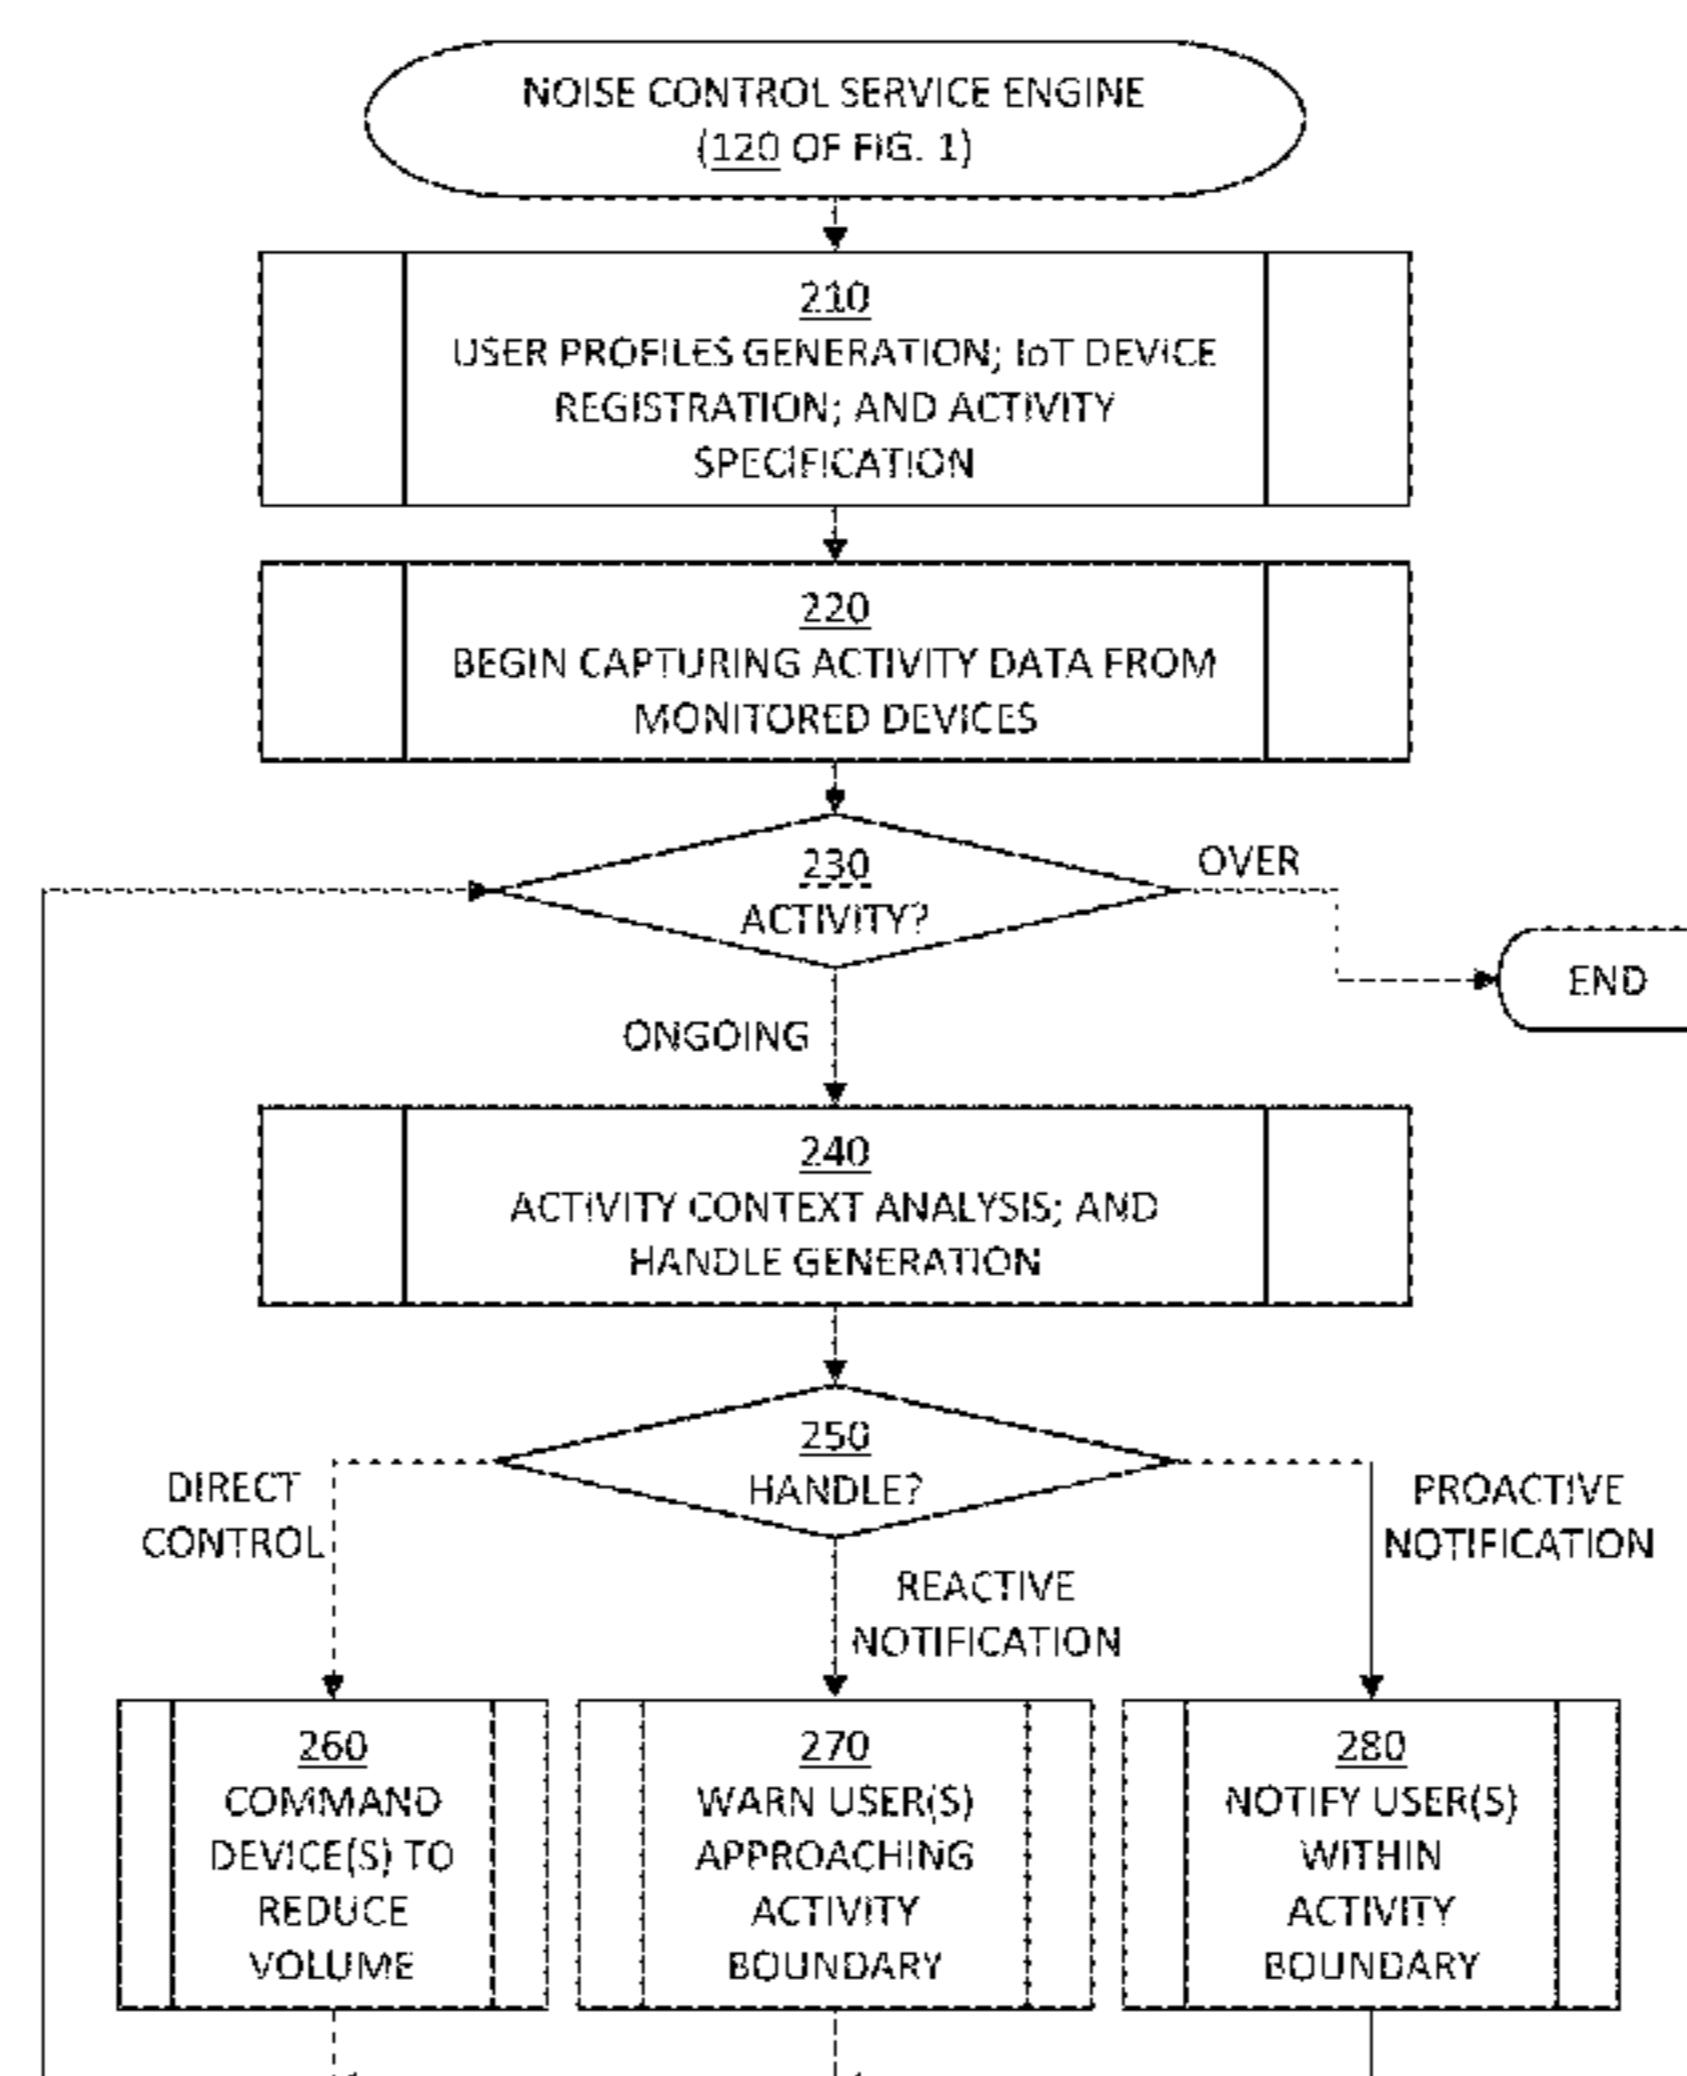 NOISE CONTROL SERVICE ENGINE
(120 OF FIG. 1)
210
USER PROFILES GENERATION; IoT DEVICE
REGISTRATION; AND ACTIVITY
SPECIFICATION
220
BEGIN CAPTURING ACTIVITY DATA FROM
MONITORED DEVICES
230
ACTIVITY?
OVER
END
ONGOING
240
ACTIVITY CONTEXT ANALYSIS; AND
HANDLE GENERATION
250
HANDLE?
DIRECT
CONTROL
REACTIVE
NOTIFICATION
PROACTIVE
NOTIFICATION
260
COMMAND
DEVICE(S) TO
REDUCE
VOLUME
270
WARN USER(S)
APPROACHING
ACTIVITY
BOUNDARY
280
NOTIFY USER(S)
WITHIN
ACTIVITY
BOUNDARY